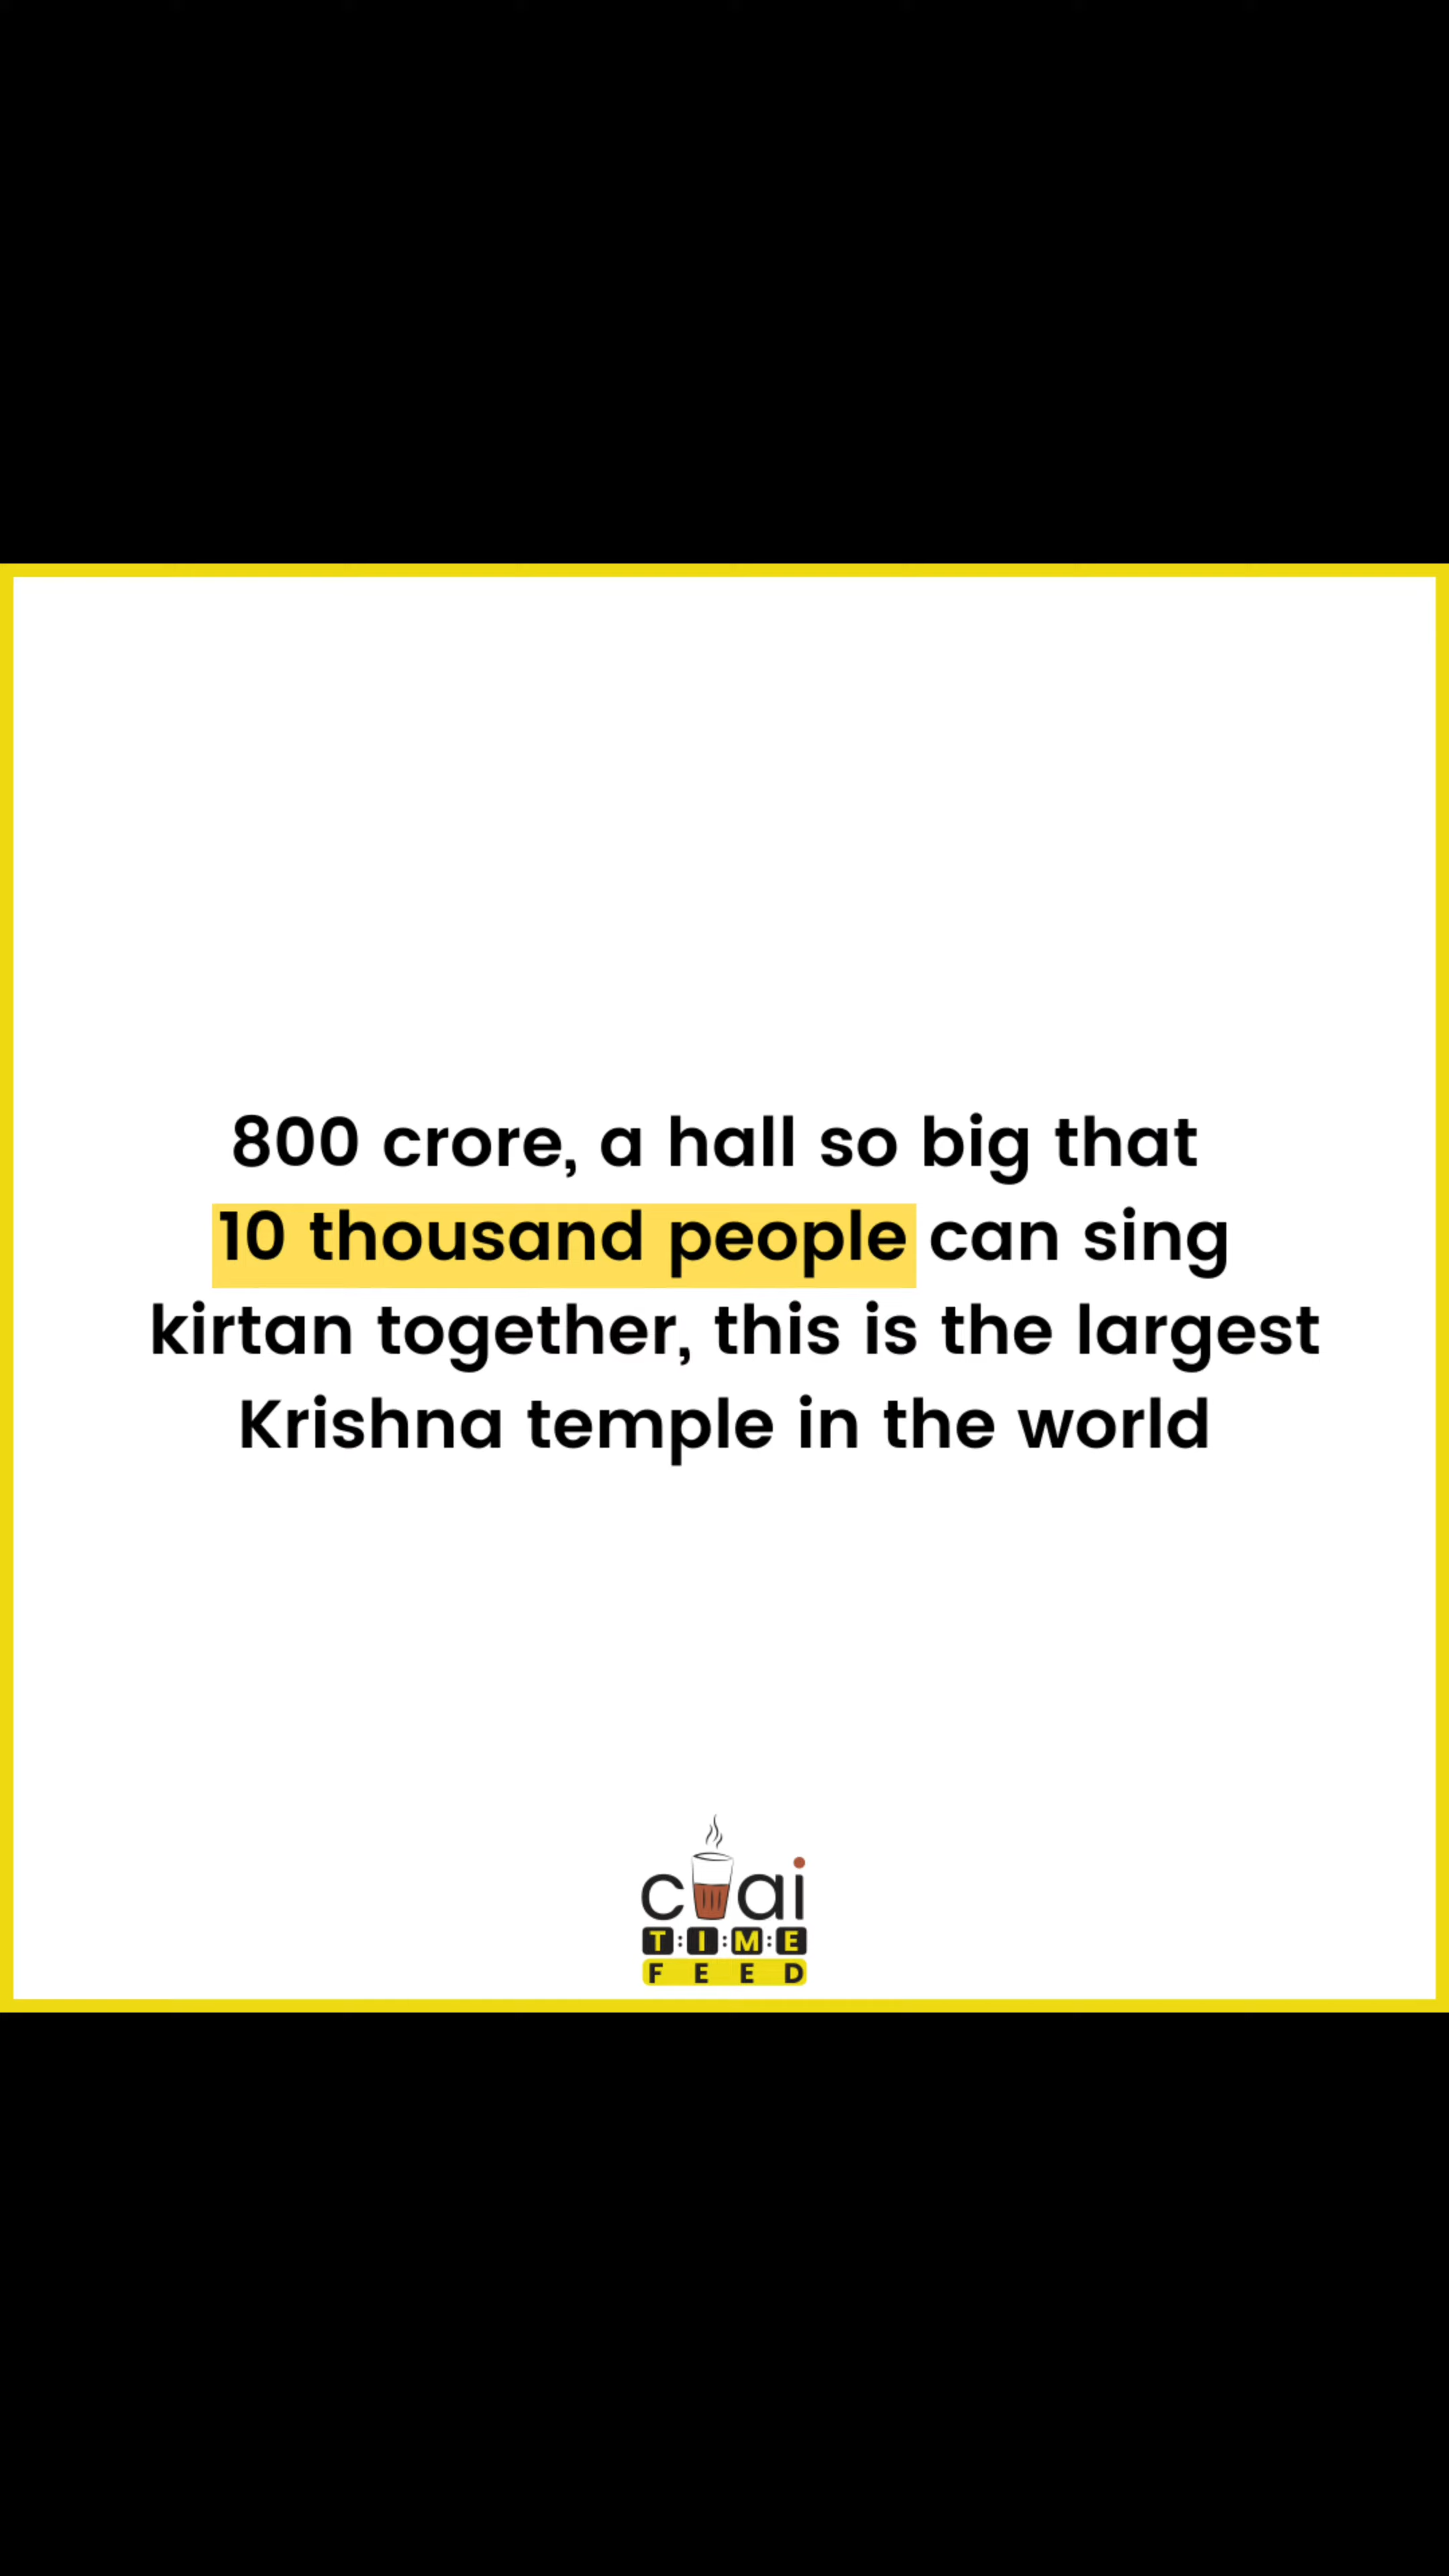 800 crore, a hall so big that
10 thousand people can sing
kirtan together, this is the largest
Krishna temple in the world
chai
T:I:M:E
FEED